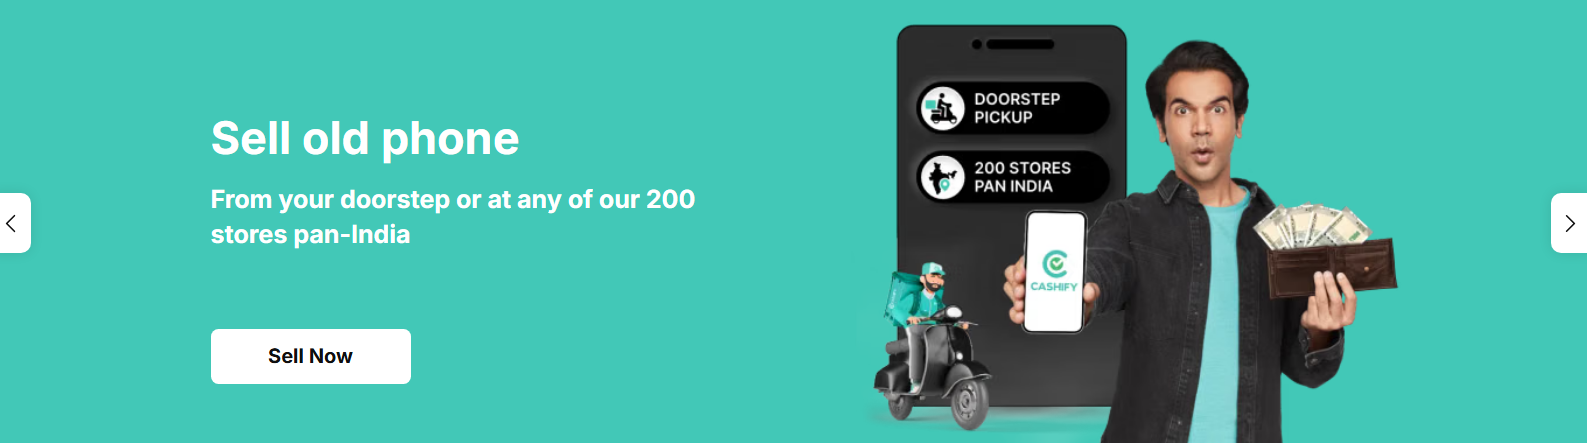 Sell old phone
From your doorstep or at any of our 200
stores pan-India
Sell Now
DOORSTEP
PICKUP
200 STORES
PAN INDIA
CASHIFY